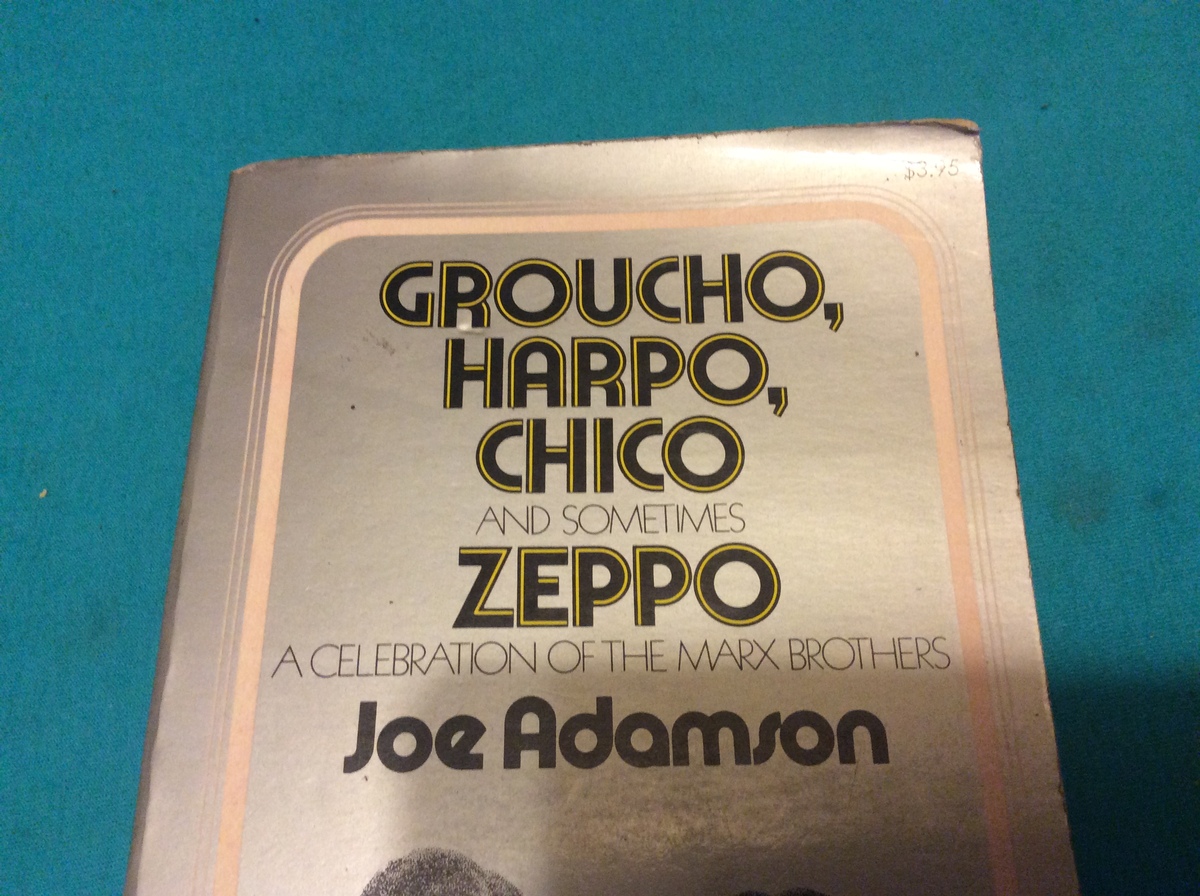 $3.95
GROUCHO,
HARPO,
CHICO
AND SOMETIMES
ZEPPO
A CELEBRATION OF THE MARX BROTHERS
Joe Adamson